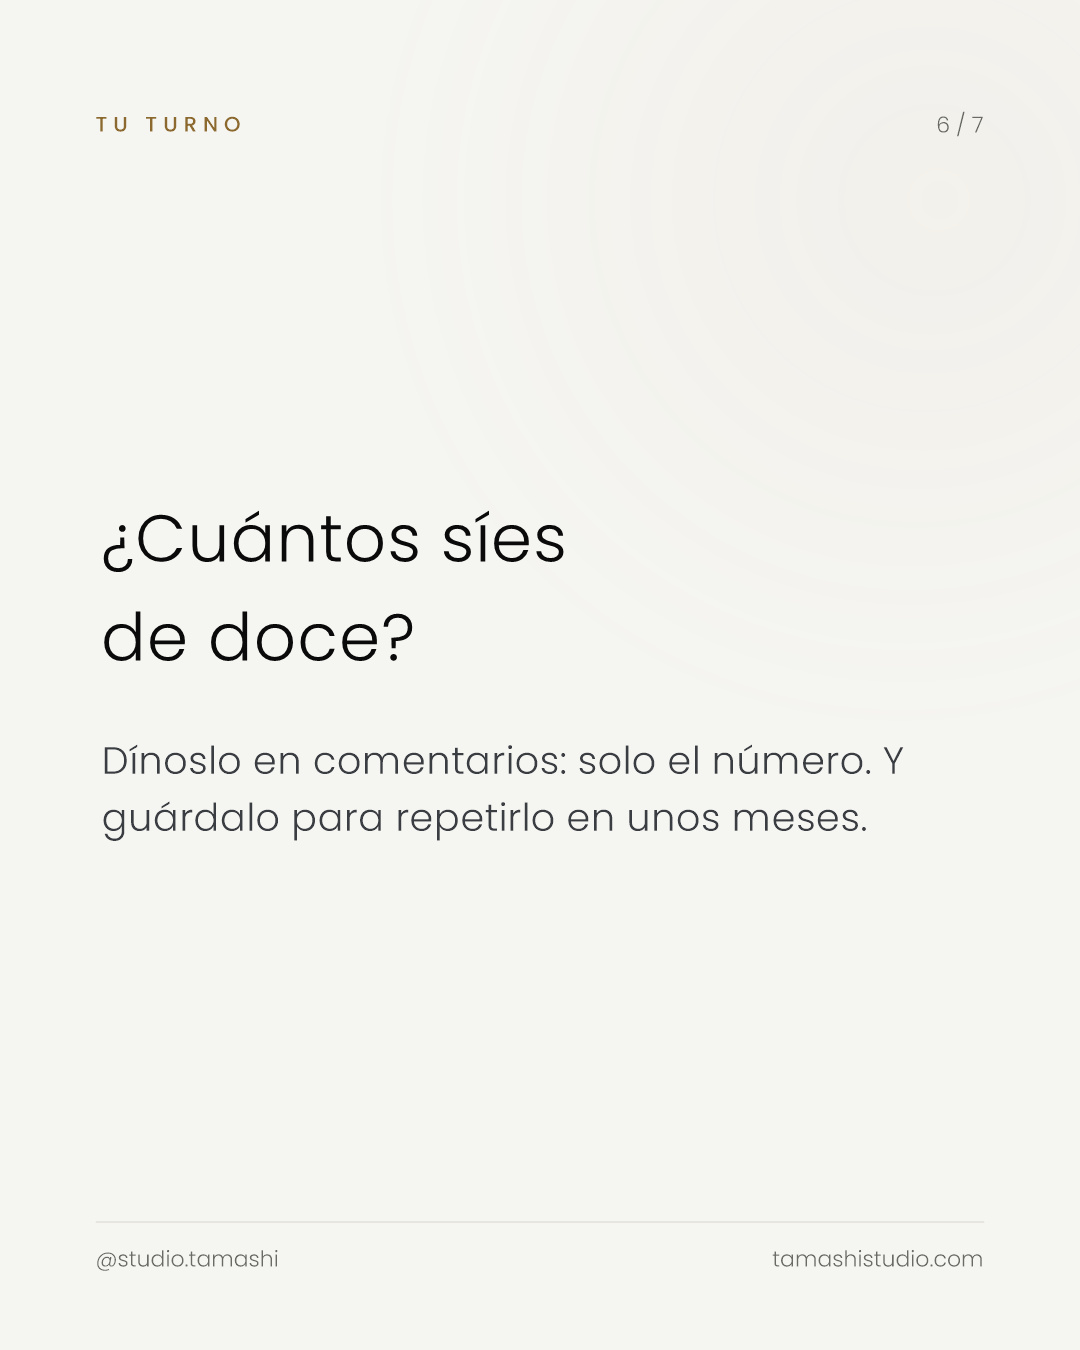 TU TURNO
6 / 7
¿Cuántos síes
de doce?
Dínoslo en comentarios: solo el número. Y
guárdalo para repetirlo en unos meses.
@studio.tamashi
tamashistudio.com